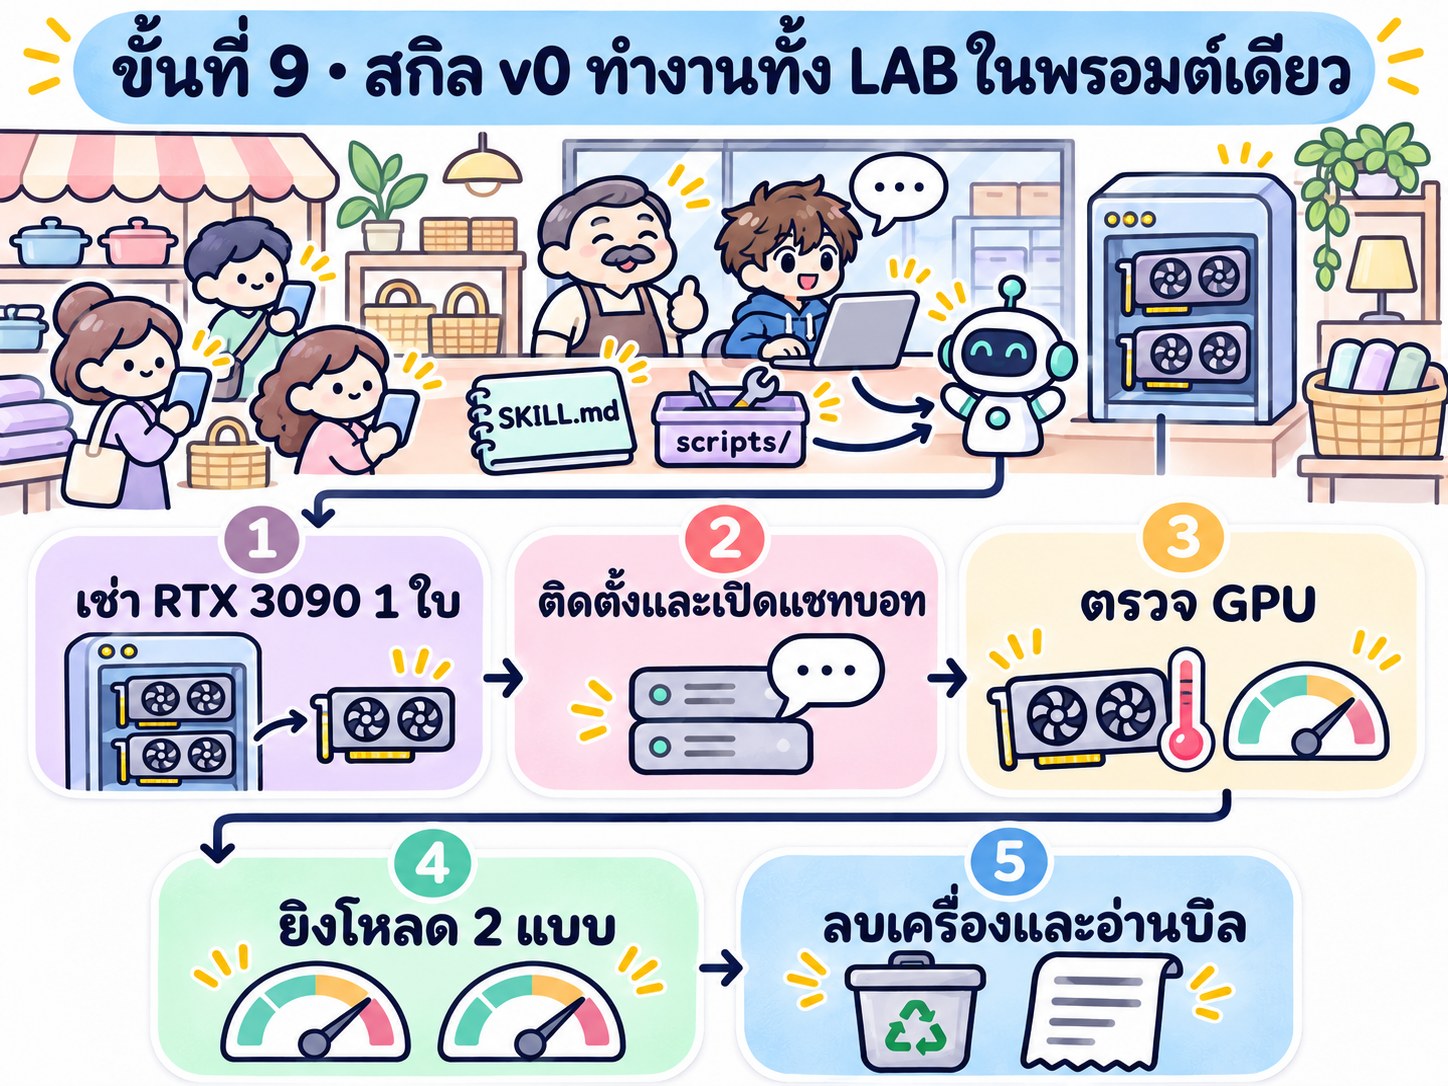 ขั้นที่ 9 • สกิล v0 ทำงานทั้ง LAB ในพรอมต์เดียว
SKILL.md
scripts/
1
เช่า RTX 3090 1 ใบ
2
ติดตั้งและเปิดแชทบอท
3
ตรวจ GPU
4
ยิงโหลด 2 แบบ
5
ลบเครื่องและอ่านบิล